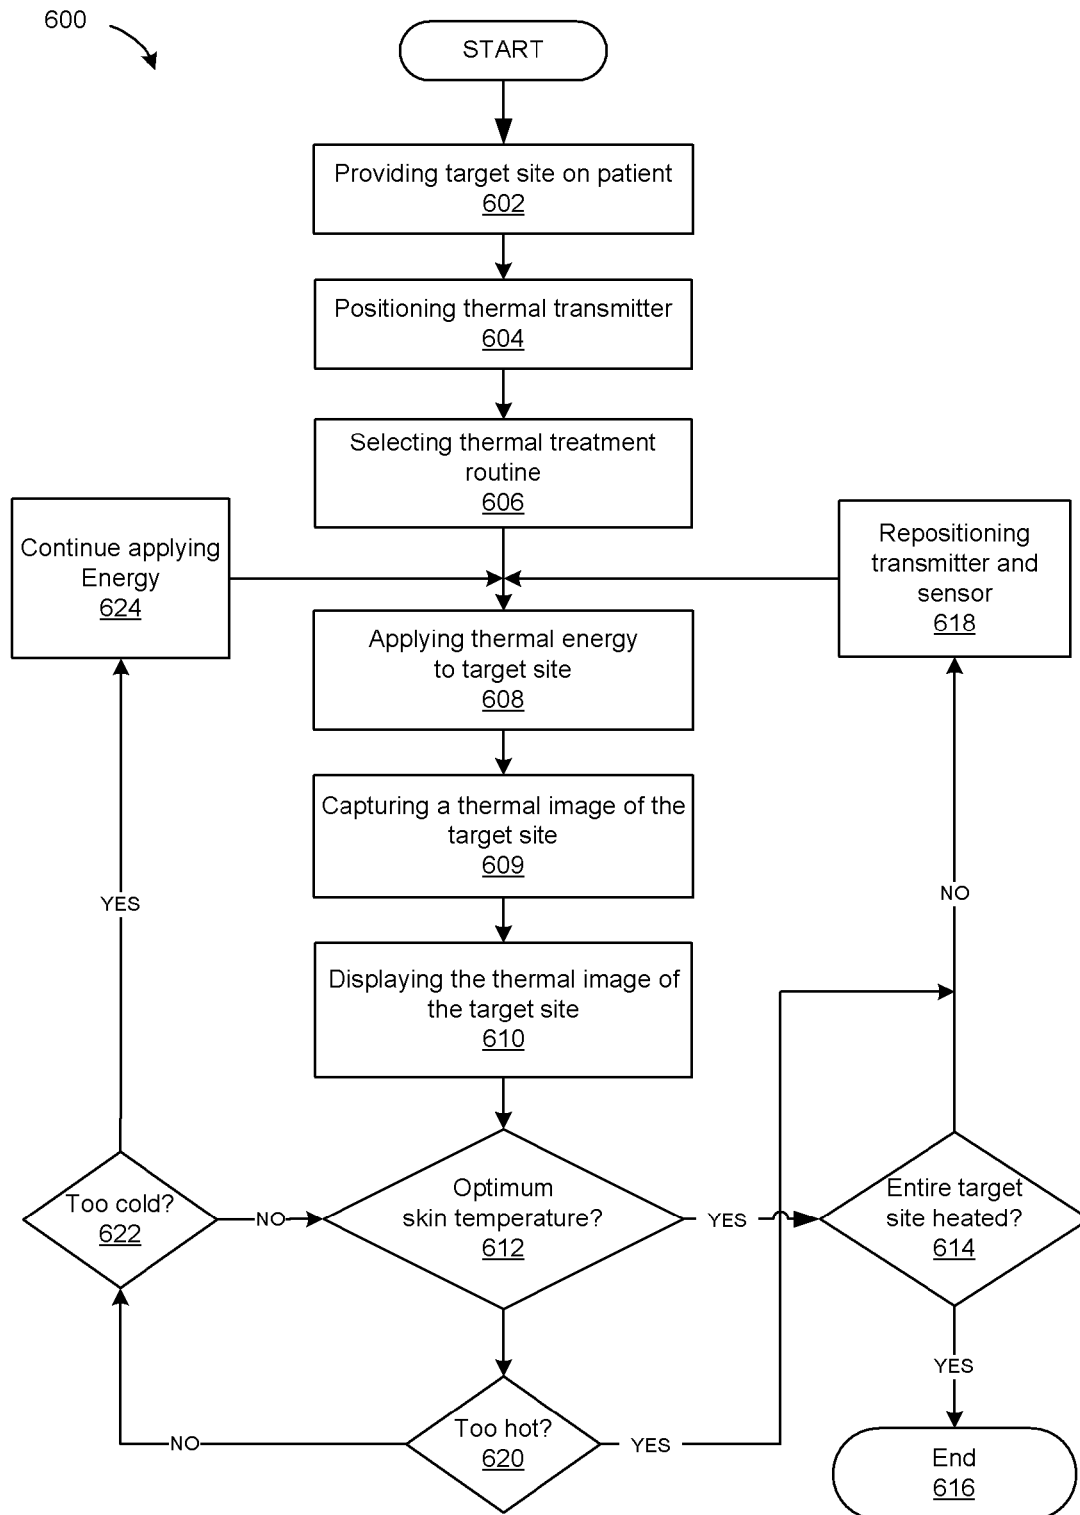 600
START
Providing target site on patient
602
Positioning thermal transmitter
604
Selecting thermal treatment
routine
606
Continue applying
Energy
624
Repositioning
transmitter and
sensor
618
Applying thermal energy
to target site
608
Capturing a thermal image of the
target site
609
YES
NO
Displaying the thermal image of
the target site
610
Too cold?
622
NO
Optimum
skin temperature?
612
YES
Entire target
site heated?
614
YES
Too hot?
620
NO
YES
End
616